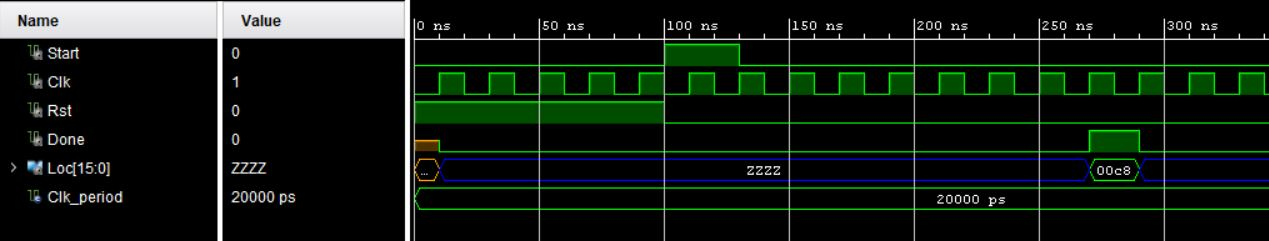 Name Value 0 ns 50 ns 100 ns 150 ns 200 ns 250 ns 300 ns
Start 0
Clk 1
Rst 0
Done 0
Loc[15:0] ZZZZ ... ZZZZ 00c8
Clk_period 20000 ps 20000 ps